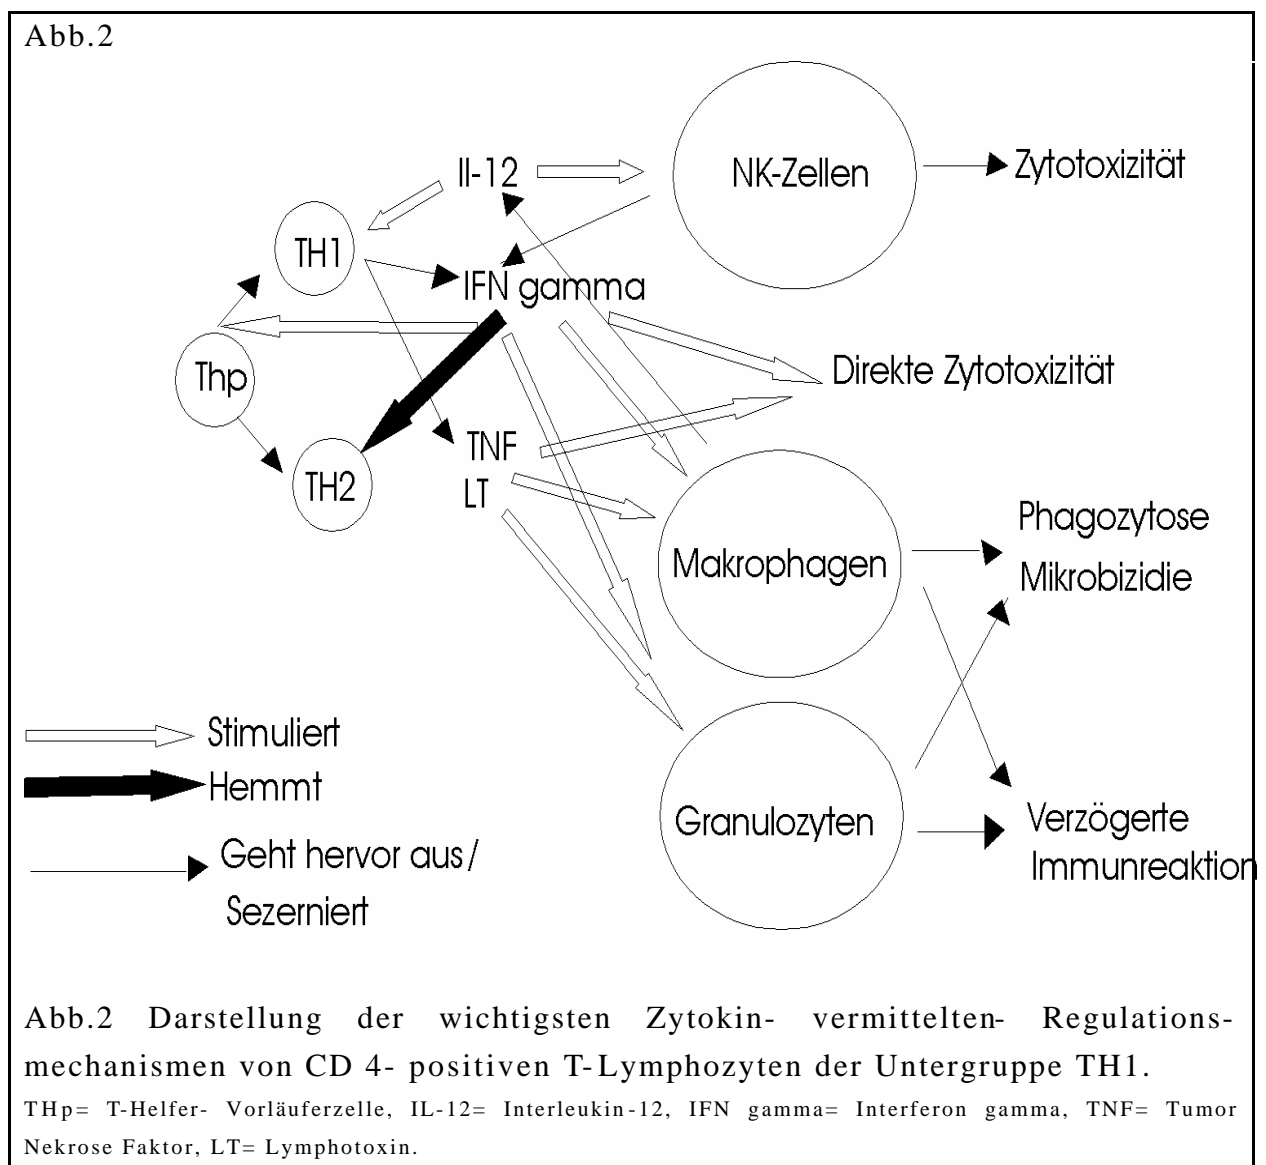 Abb.2
Il-12
NK-Zellen
Zytotoxizität
TH1
IFN gamma
Thp
Direkte Zytotoxizität
TNF
LT
TH2
Makrophagen
Phagozytose
Mikrobizidie
Stimuliert
Hemmt
Geht hervor aus/
Sezerniert
Granulozyten
Verzögerte
Immunreaktion
Abb.2 Darstellung der wichtigsten Zytokin- vermittelten- Regulations-
mechanismen von CD 4- positiven T-Lymphozyten der Untergruppe TH1.
THp= T-Helfer- Vorläuferzelle, IL-12= Interleukin-12, IFN gamma= Interferon gamma, TNF= Tumor
Nekrose Faktor, LT= Lymphotoxin.